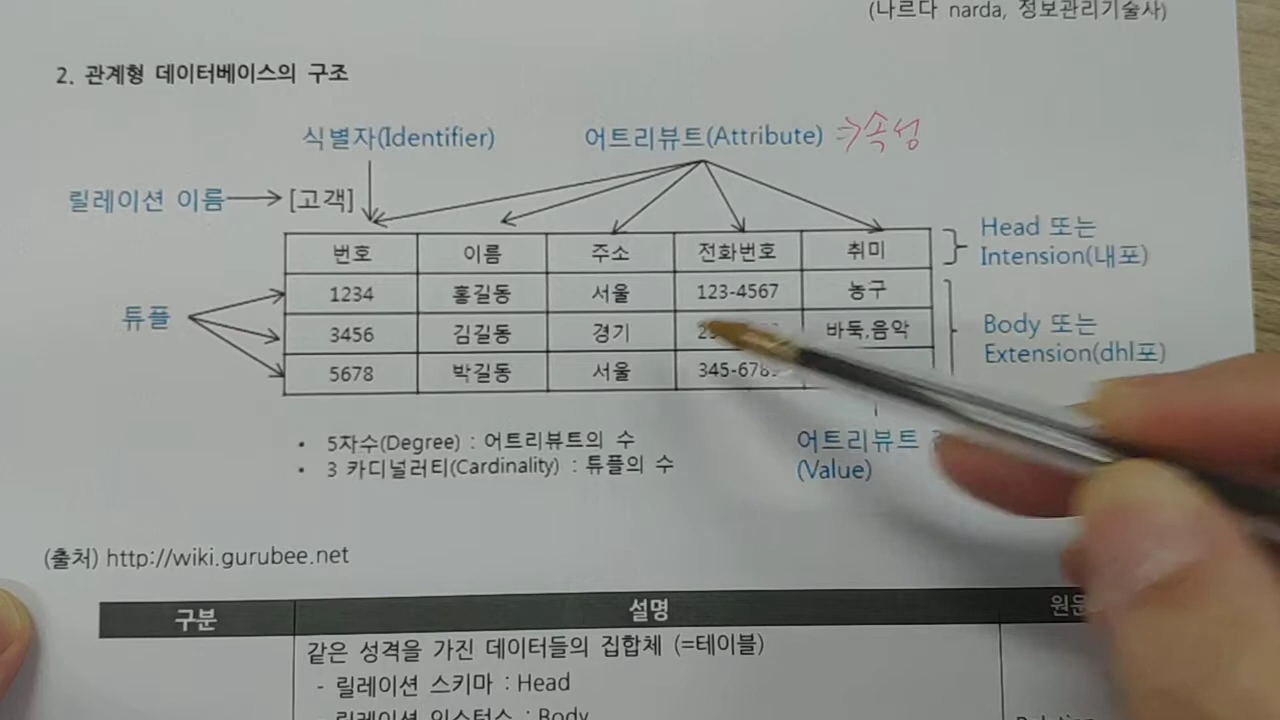 (나르다 narda, 정보관리기술사)
2. 관계형 데이터베이스의 구조
식별자(Identifier) 어트리뷰트(Attribute) ⇒속성
릴레이션 이름 [고객]
번호 이름 주소 전화번호 취미
Head 또는
Intension(내포)
튜플
1234 홍길동 서울 123-4567 농구
3456 김길동 경기 바둑,음악
5678 박길동 서울
Body 또는
Extension(dhl포)
• 5차수(Degree) : 어트리뷰트의 수
• 3 카디널러티(Cardinality) : 튜플의 수
어트리뷰트
(Value)
(출처) http://wiki.gurubee.net
구분 설명
같은 성격을 가진 데이터들의 집합체 (=테이블)
- 릴레이션 스키마 : Head